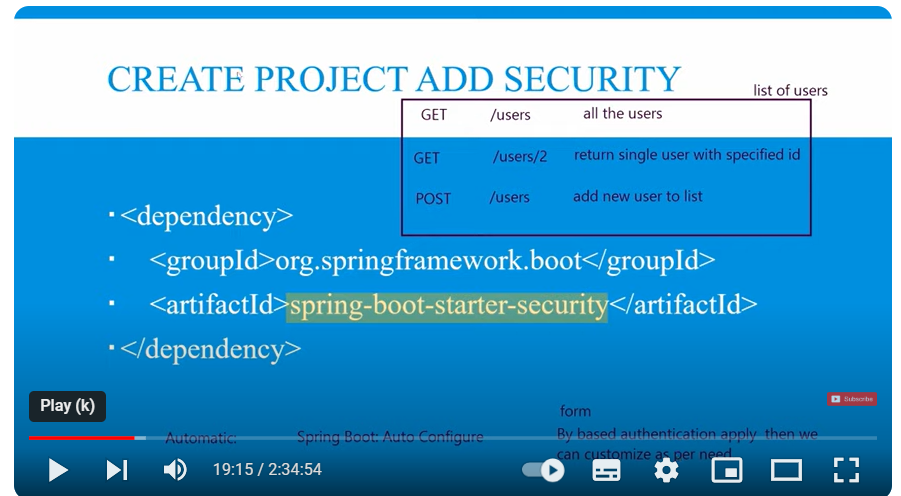 CREATE PROJECT ADD SECURITY
list of users
GET /users all the users
GET /users/2 return single user with specified id
POST /users add new user to list
▪<dependency>
▪ <groupId>org.springframework.boot</groupId>
▪ <artifactId>spring-boot-starter-security</artifactId>
▪</dependency>
Play (k)
Subscribe
form
Automatic: Spring Boot: Auto Configure
By based authentication apply then we
can customize as per need
19:15 / 2:34:54